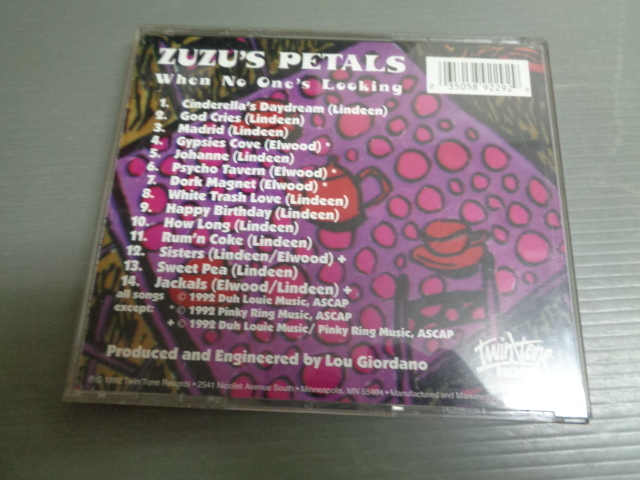 ZUZU'S PETALS
When No One's Looking
1. Cinderella's Daydream (Lindeen)
2. God Cries (Lindeen)
3. Madrid (Lindeen)
4. Gypsies Cove (Elwood) *
5. Johanne (Lindeen)
6. Psycho Tavern (Elwood) *
7. Dork Magnet (Elwood) *
8. White Trash Love (Lindeen)
9. Happy Birthday (Lindeen)
10. How Long (Lindeen)
11. Rum'n Coke (Lindeen)
12. Sisters (Lindeen/Elwood) +
13. Sweet Pea (Lindeen)
14. Jackals (Elwood/Lindeen) +
all songs © 1992 Duh Louie Music, ASCAP
except: * © 1992 Pinky Ring Music, ASCAP
+ © 1992 Duh Louie Music/ Pinky Ring Music, ASCAP
Produced and Engineered by Lou Giordano
Twin/Tone Records • 2541 Nicollet Avenue South • Minneapolis, MN 55404 • Manufactured and
35058 92292
Twin/Tone